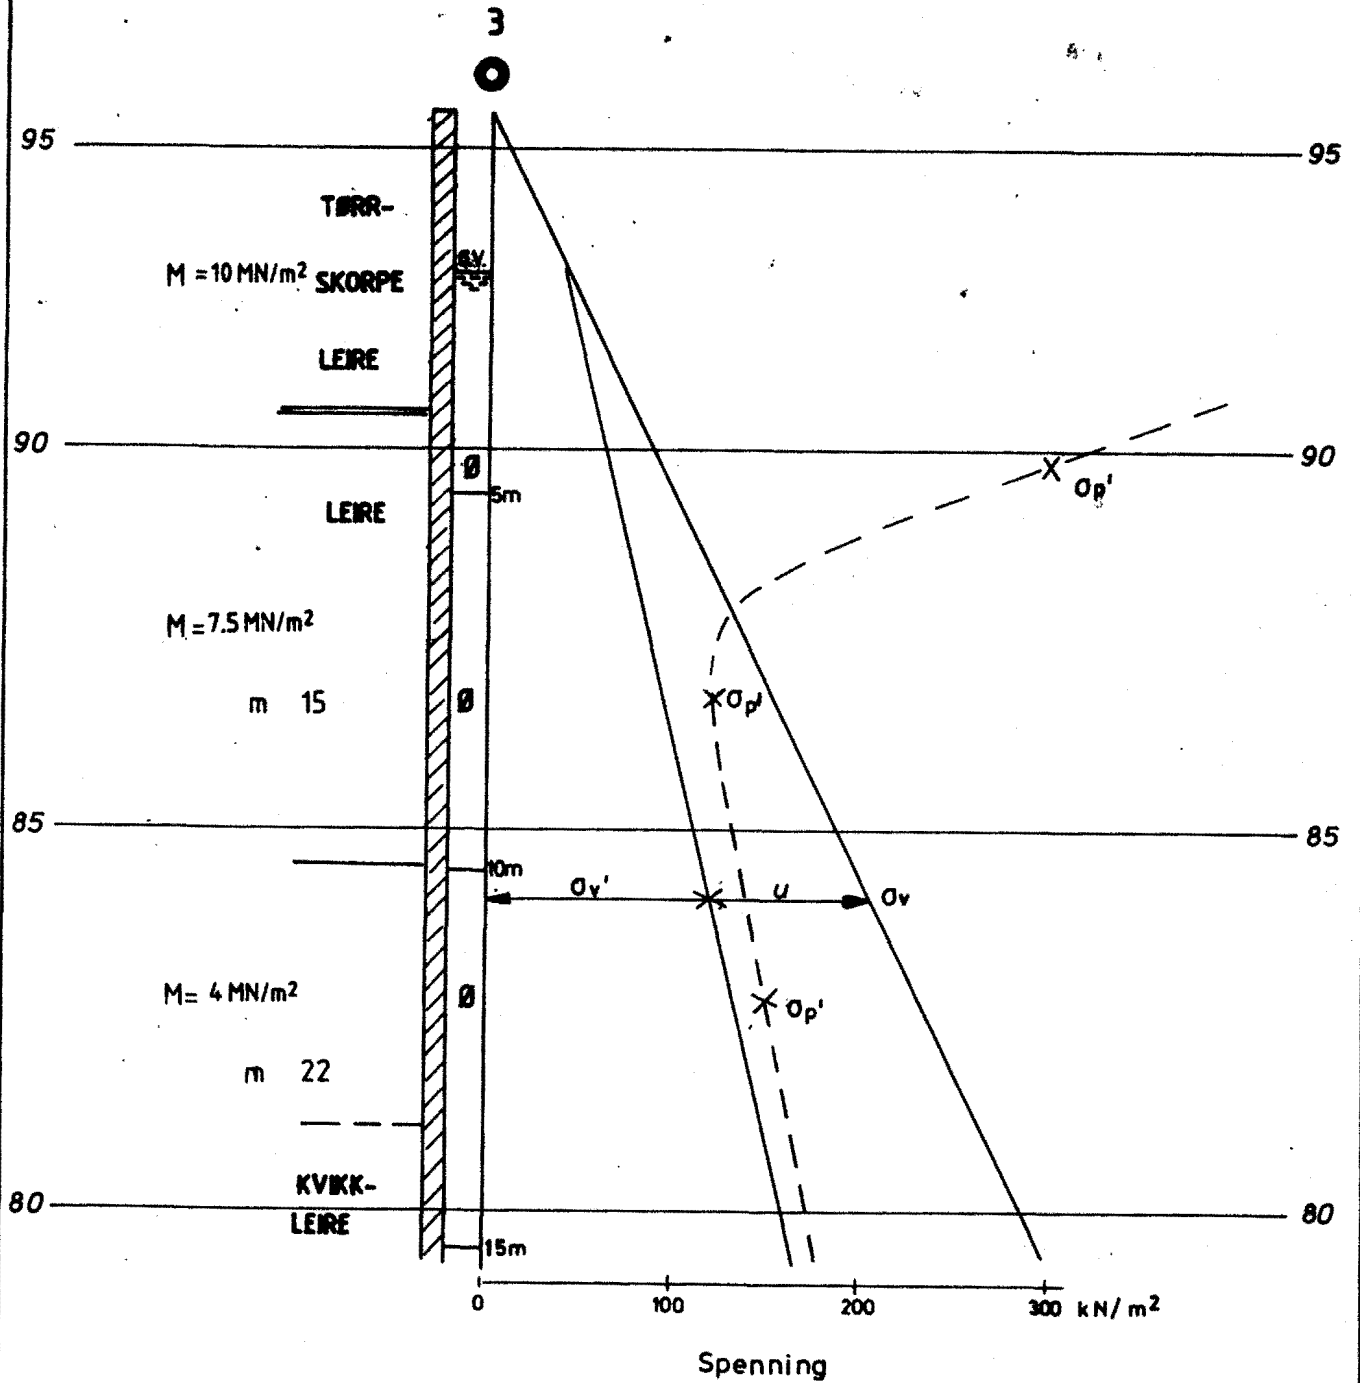 3
95
95
TØRR-
G.V.
M = 10 MN/m² SKORPE
LEIRE
90
90
Ø
σp'
5m
LEIRE
M = 7.5 MN/m²
m 15
Ø
σp'
85
85
10m
σv'
u
σv
M = 4 MN/m²
Ø
σp'
m 22
KVIKK-
80
80
LEIRE
15m
0
100
200
300 kN/m²
Spenning